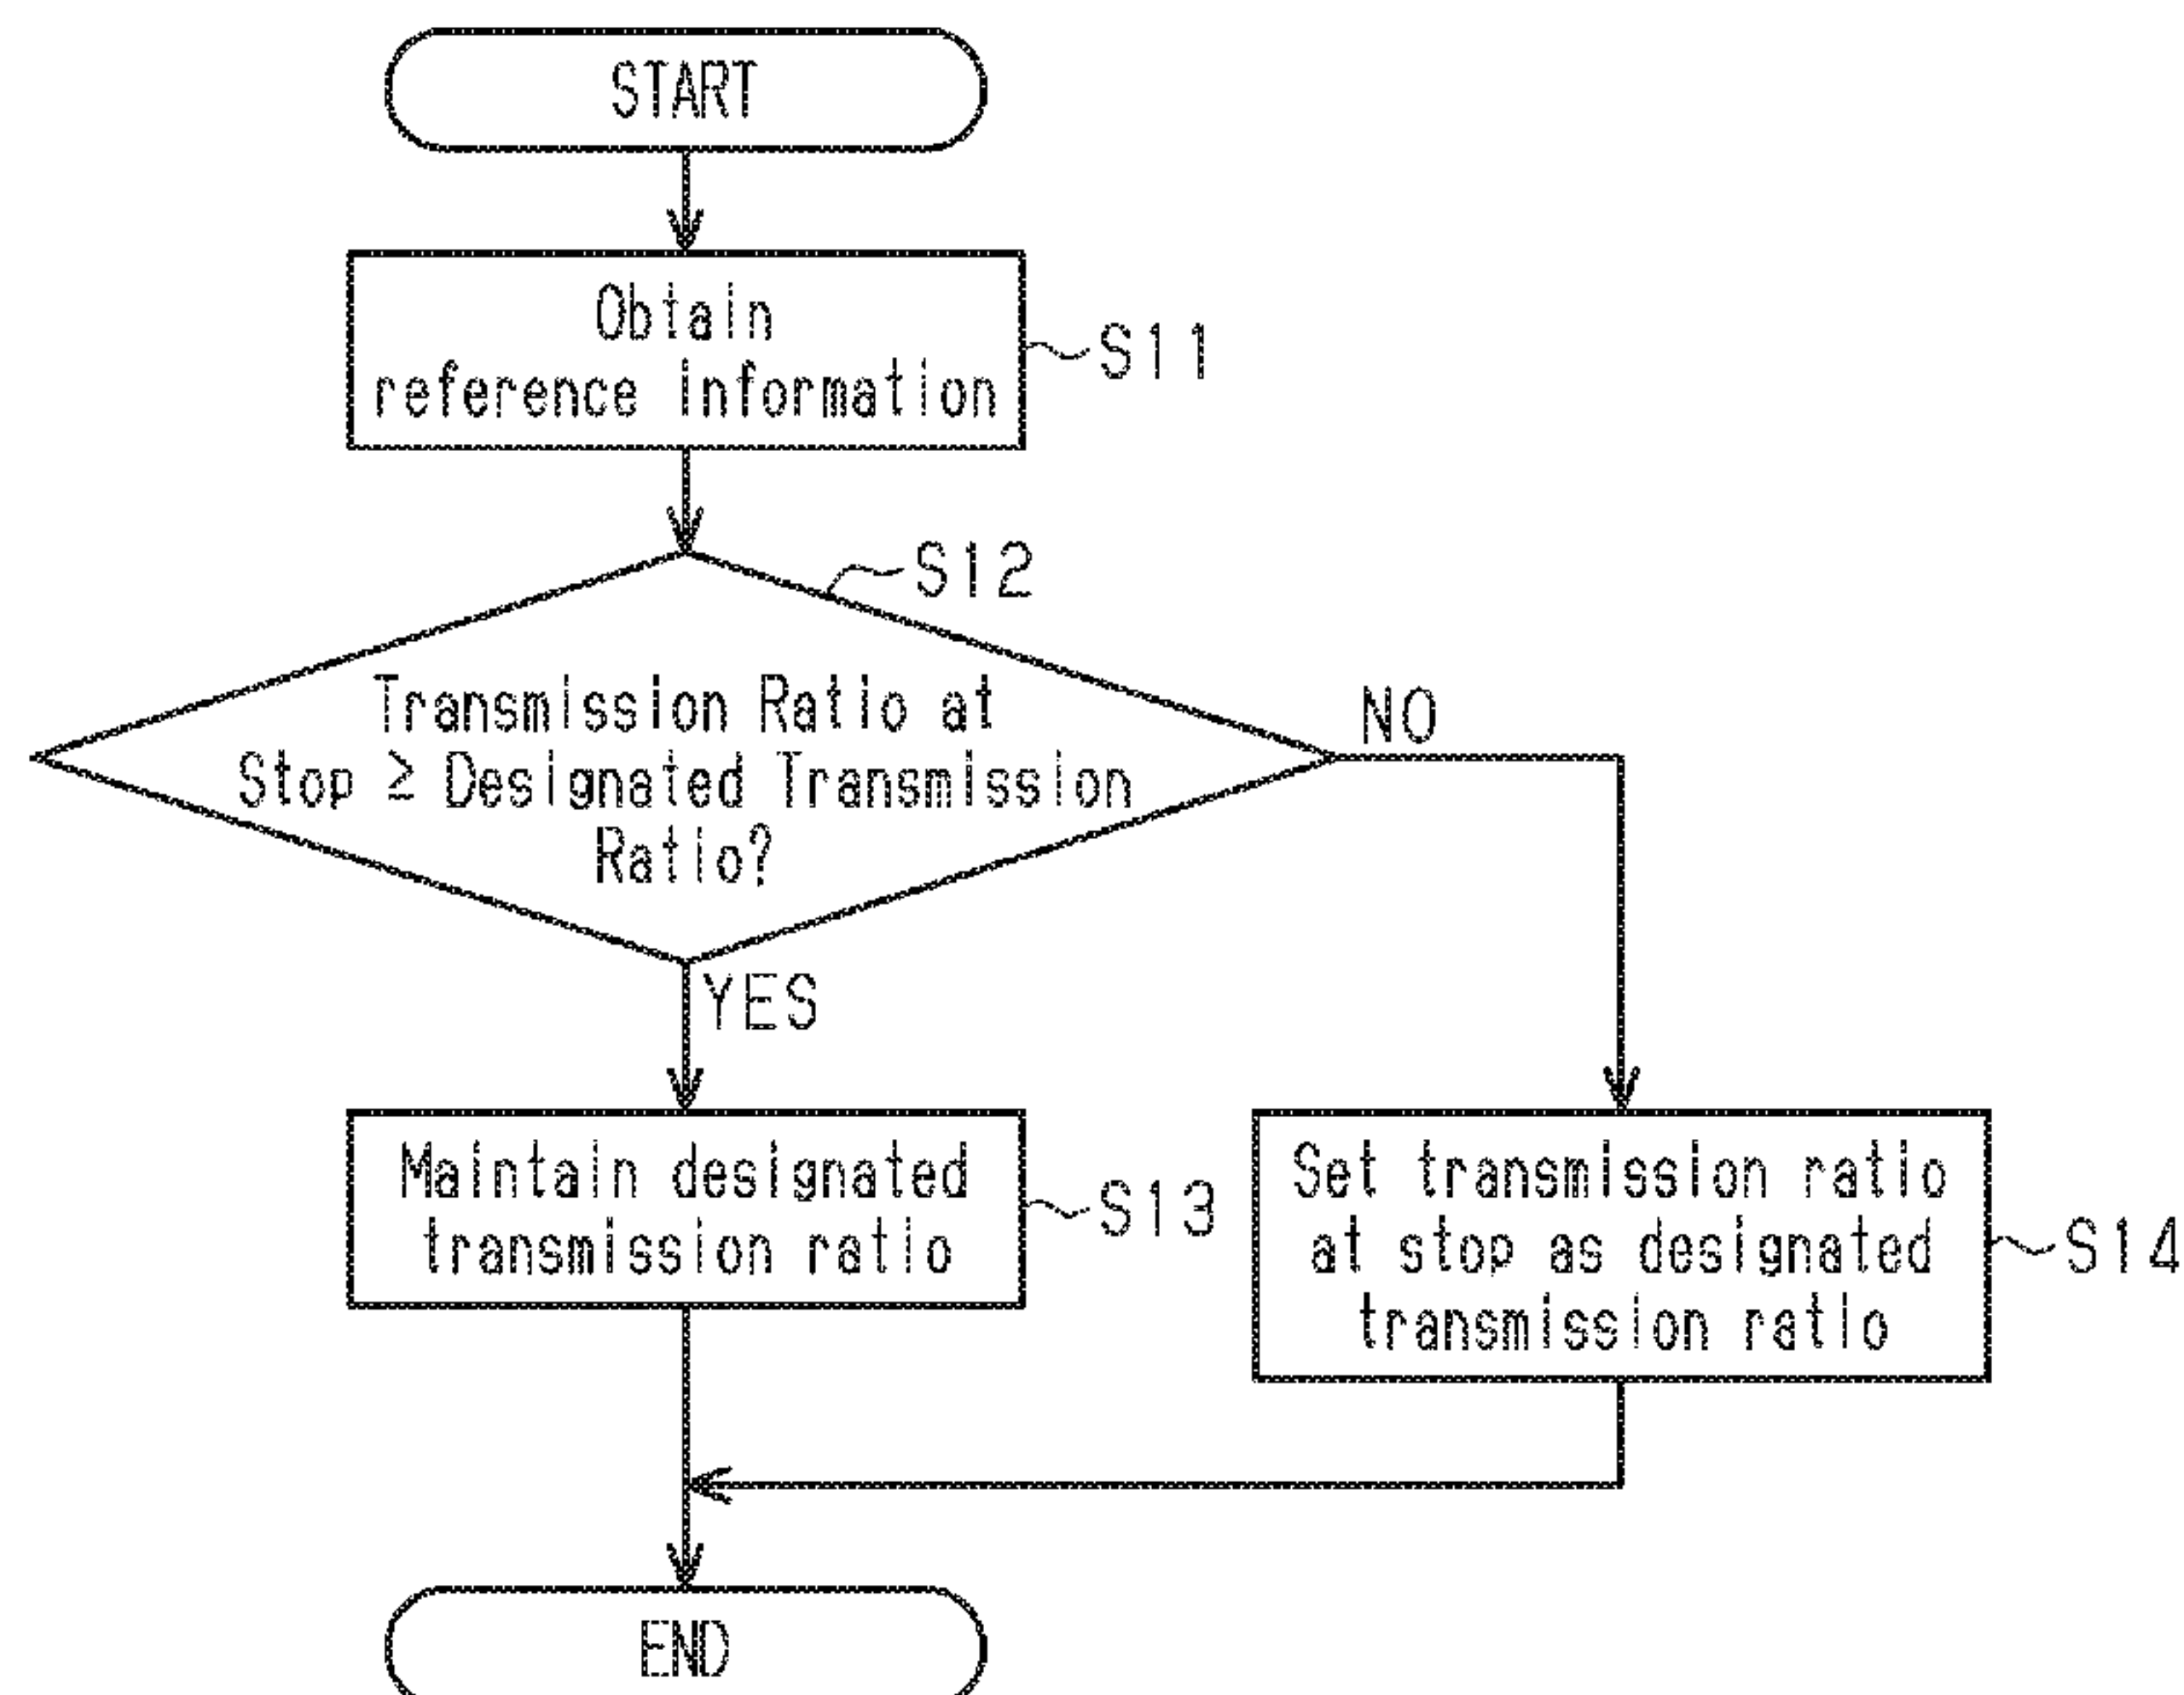 START
Obtain
reference information
S11
S12
Transmission Ratio at
Stop ≥ Designated Transmission
Ratio?
NO
YES
Maintain designated
transmission ratio
S13
Set transmission ratio
at stop as designated
transmission ratio
S14
END